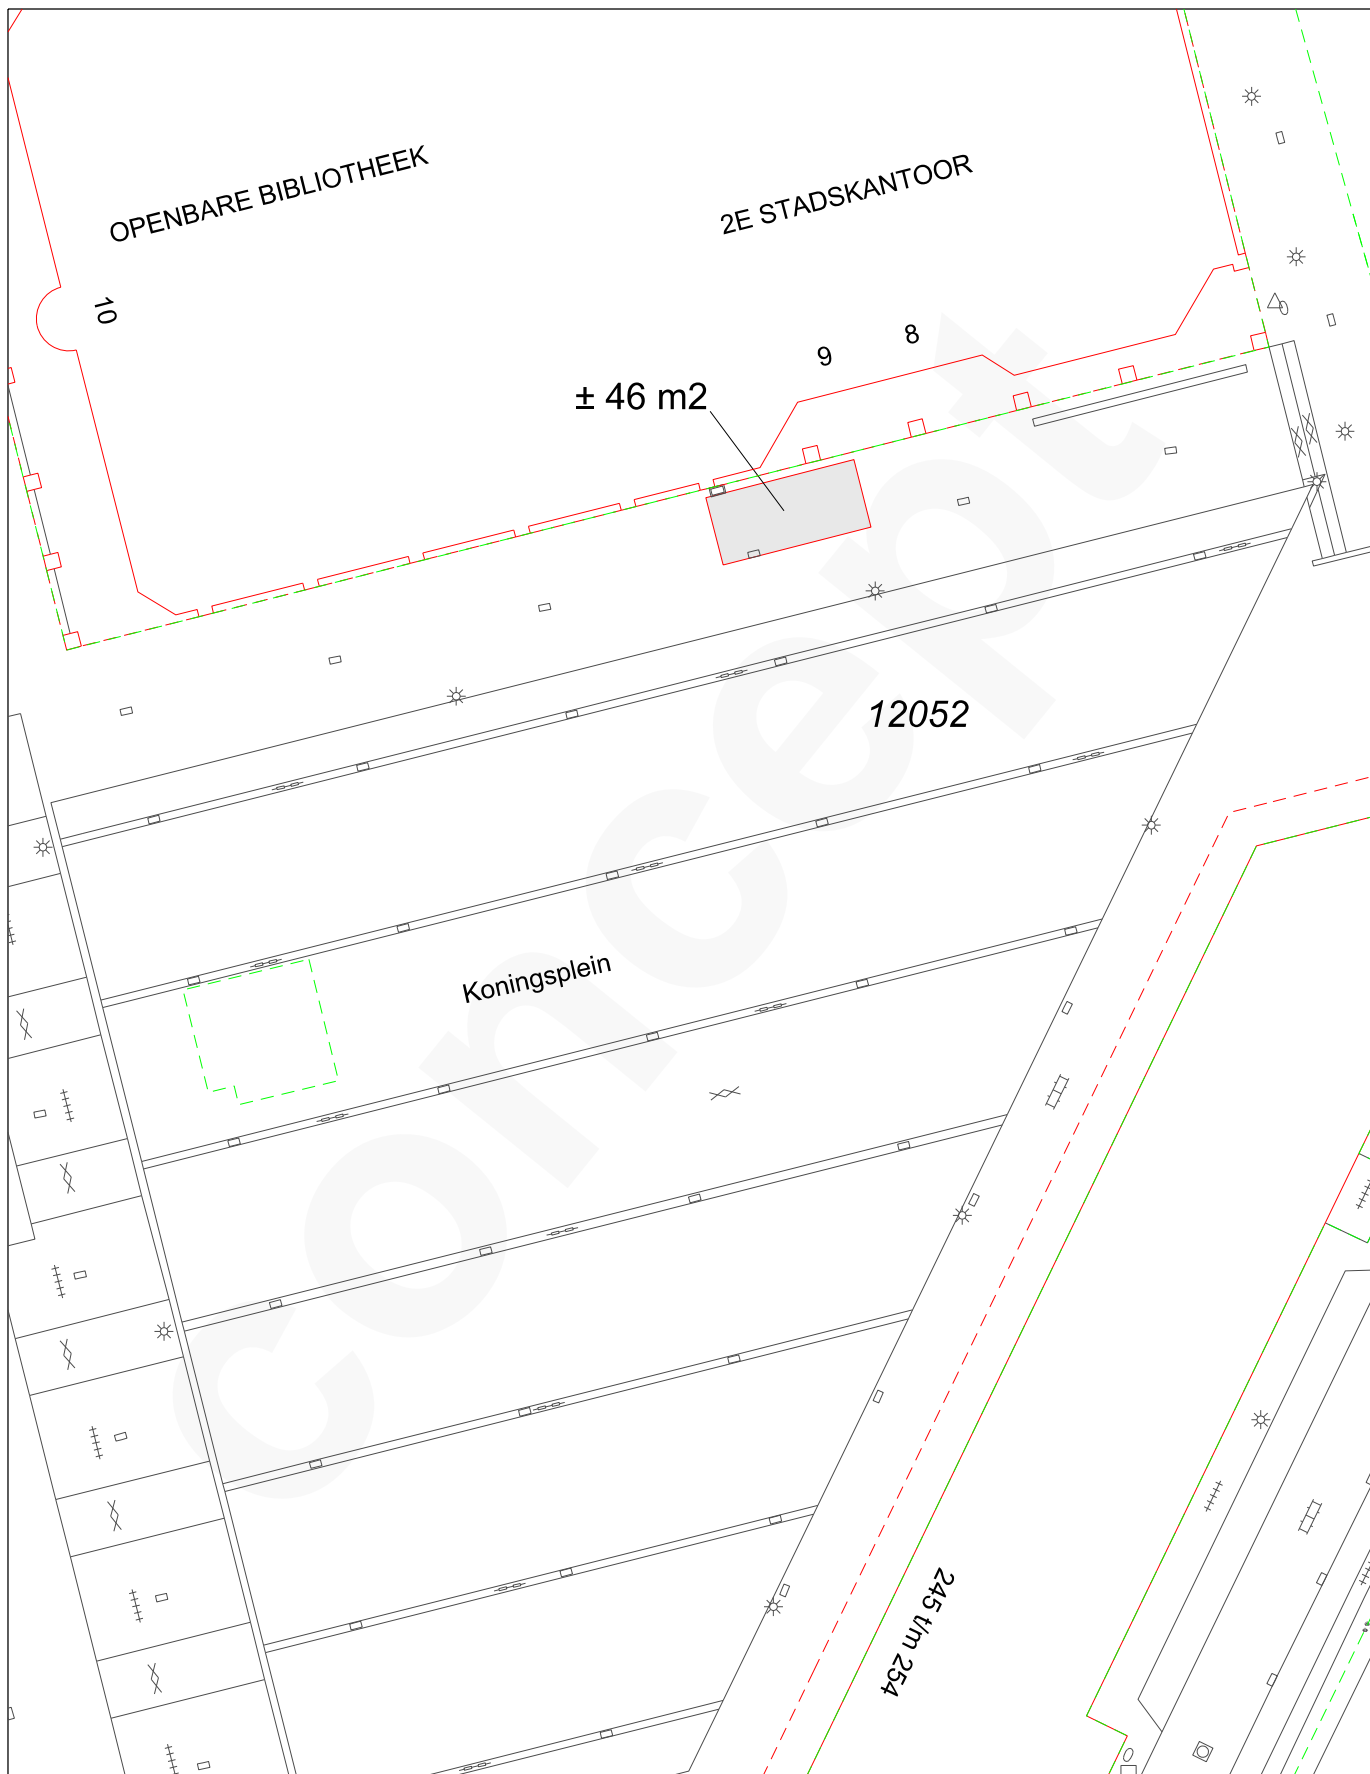 OPENBARE BIBLIOTHEEK
2E STADSKANTOOR
10
9
8
± 46 m2
12052
Koningsplein
245 t/m 254
concept